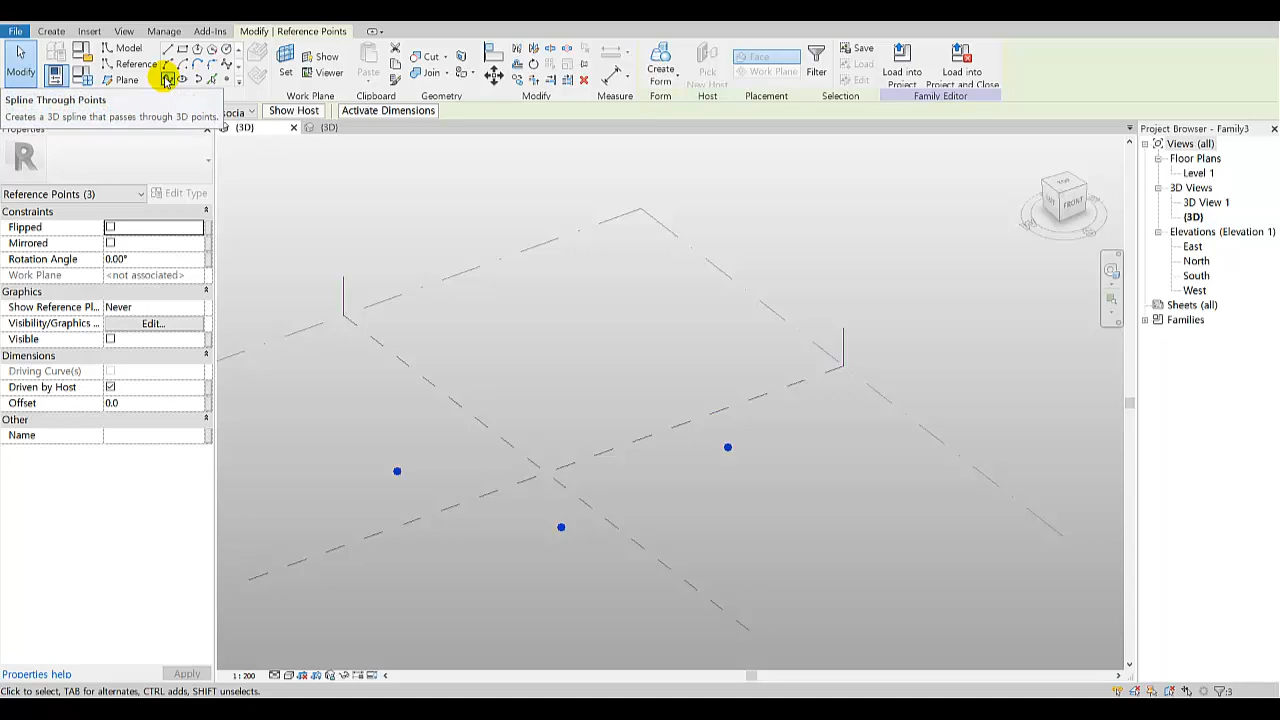 File Create Insert View Manage Add-Ins Modify | Reference Points
Modify
Model
Reference
Plane
Set
Show
Viewer
Work Plane
Paste
Clipboard
Cut
Join
Geometry
Modify
Measure
Create
Form
Form
Pick
New Host
Host
Face
Work Plane
Placement
Filter
Save
Load
Edit
Selection
Load into
Project
Load into
Project and Close
Family Editor
Spline Through Points
Creates a 3D spline that passes through 3D points.
Show Host
Activate Dimensions
Properties
{3D}
{3D}
Project Browser - Family3
R
Reference Points (3)
Edit Type
Constraints
Flipped
Mirrored
Rotation Angle 0.00°
Work Plane <not associated>
Graphics
Show Reference Pl... Never
Visibility/Graphics ... Edit...
Visible
Dimensions
Driving Curve(s)
Driven by Host
Offset 0.0
Other
Name
Properties help
Apply
TOP
FRONT
Views (all)
Floor Plans
Level 1
3D Views
3D View 1
{3D}
Elevations (Elevation 1)
East
North
South
West
Sheets (all)
Families
1 : 200
Click to select, TAB for alternates, CTRL adds, SHIFT unselects.
:3